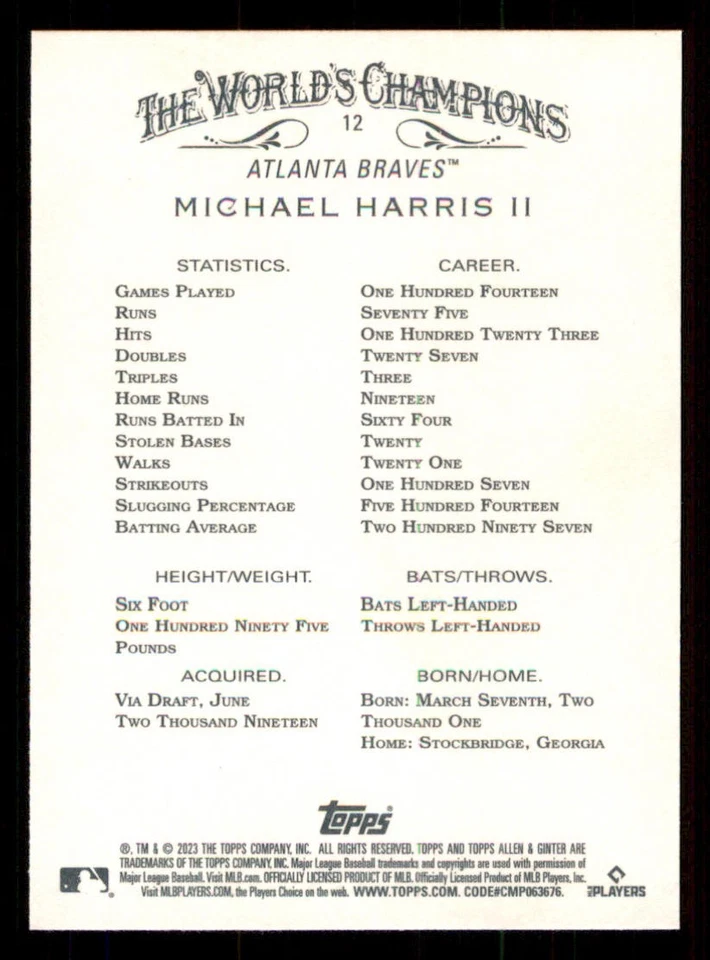 THE WORLD'S CHAMPIONS
12
ATLANTA BRAVES™
MICHAEL HARRIS II
STATISTICS. CAREER.
GAMES PLAYED ONE HUNDRED FOURTEEN
RUNS SEVENTY FIVE
HITS ONE HUNDRED TWENTY THREE
DOUBLES TWENTY SEVEN
TRIPLES THREE
HOME RUNS NINETEEN
RUNS BATTED IN SIXTY FOUR
STOLEN BASES TWENTY
WALKS TWENTY ONE
STRIKEOUTS ONE HUNDRED SEVEN
SLUGGING PERCENTAGE FIVE HUNDRED FOURTEEN
BATTING AVERAGE TWO HUNDRED NINETY SEVEN
HEIGHT/WEIGHT. BATS/THROWS.
SIX FOOT BATS LEFT-HANDED
ONE HUNDRED NINETY FIVE THROWS LEFT-HANDED
POUNDS
ACQUIRED. BORN/HOME.
VIA DRAFT, JUNE BORN: MARCH SEVENTH, TWO
TWO THOUSAND NINETEEN THOUSAND ONE
HOME: STOCKBRIDGE, GEORGIA
Topps®
®, TM & © 2023 THE TOPPS COMPANY, INC. ALL RIGHTS RESERVED. TOPPS AND TOPPS ALLEN & GINTER ARE
TRADEMARKS OF THE TOPPS COMPANY, INC. Major League Baseball trademarks and copyrights are used with permission of
Major League Baseball. Visit MLB.com. OFFICIALLY LICENSED PRODUCT OF MLB. Officially Licensed Product of MLB Players, Inc.
Visit MLBPLAYERS.COM, the Players Choice on the web. WWW.TOPPS.COM. CODE#CMP063676.
MLB PLAYERS